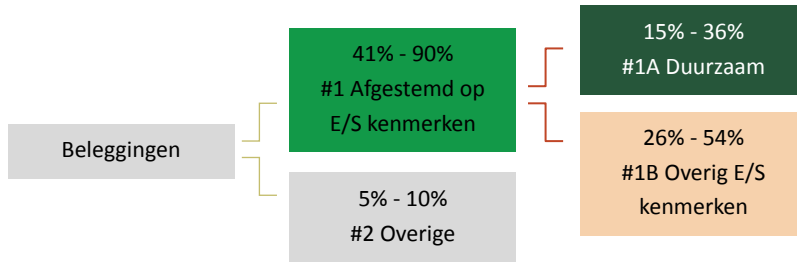 Beleggingen
41% - 90%
#1 Afgestemd op
E/S kenmerken
5% - 10%
#2 Overige
15% - 36%
#1A Duurzaam
26% - 54%
#1B Overig E/S
kenmerken